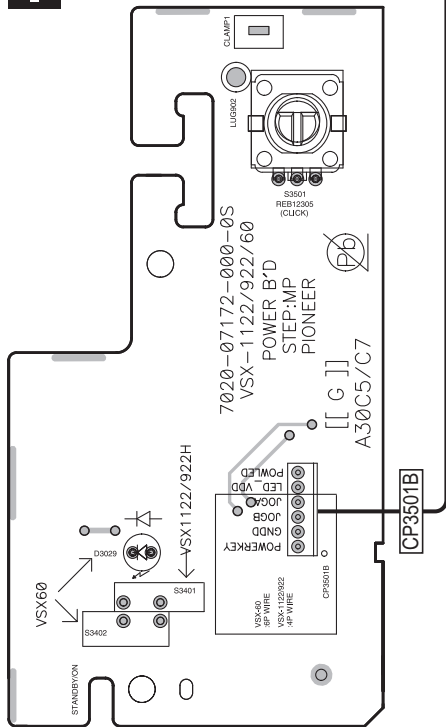 CLAMP1
LUG902
S3501
REB12305
(CLICK)
7020-07172-000-0S
VSX-1122/922/60
POWER B'D
STEP:MP
PIONEER
Pb
[[ G ]]
A30C5/C7
POWLED
LED_VDD
JOGA
JOGB
GNDD
POWERKEY
CP3501B
CP3501B
VSX-60
:6P WIRE
VSX-1122/922
:4P WIRE
VSX1122/922H
VSX60
D3029
S3401
S3402
STANDBY/ON